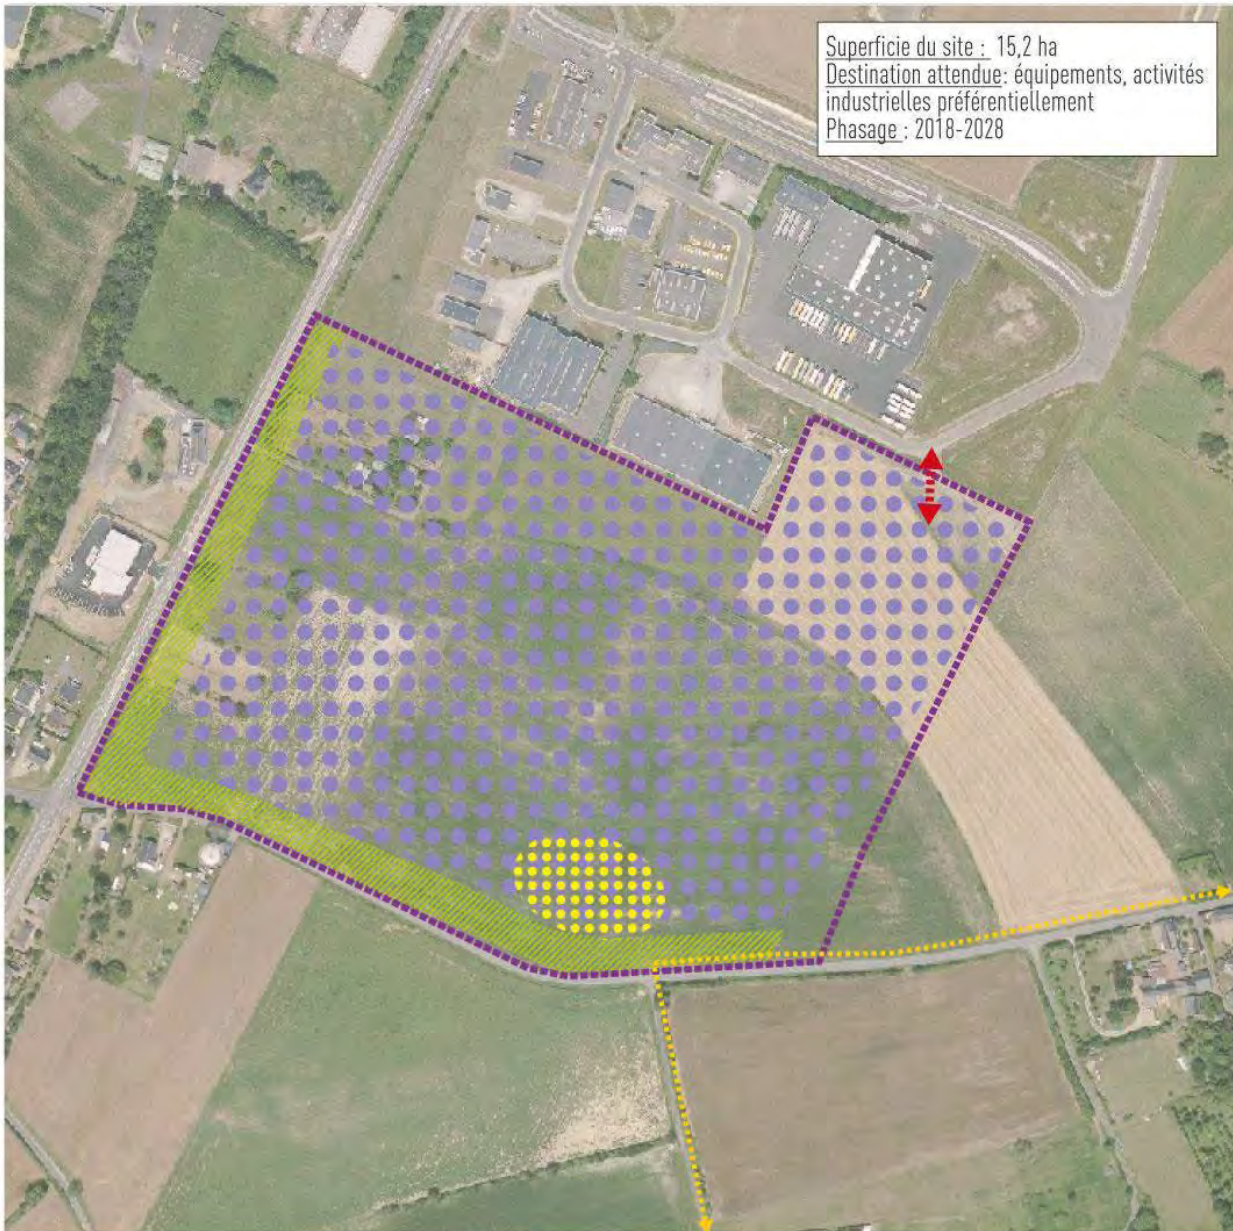 Superficie du site : 15,2 ha
Destination attendue: équipements, activités
industrielles préférentiellement
Phasage : 2018-2028